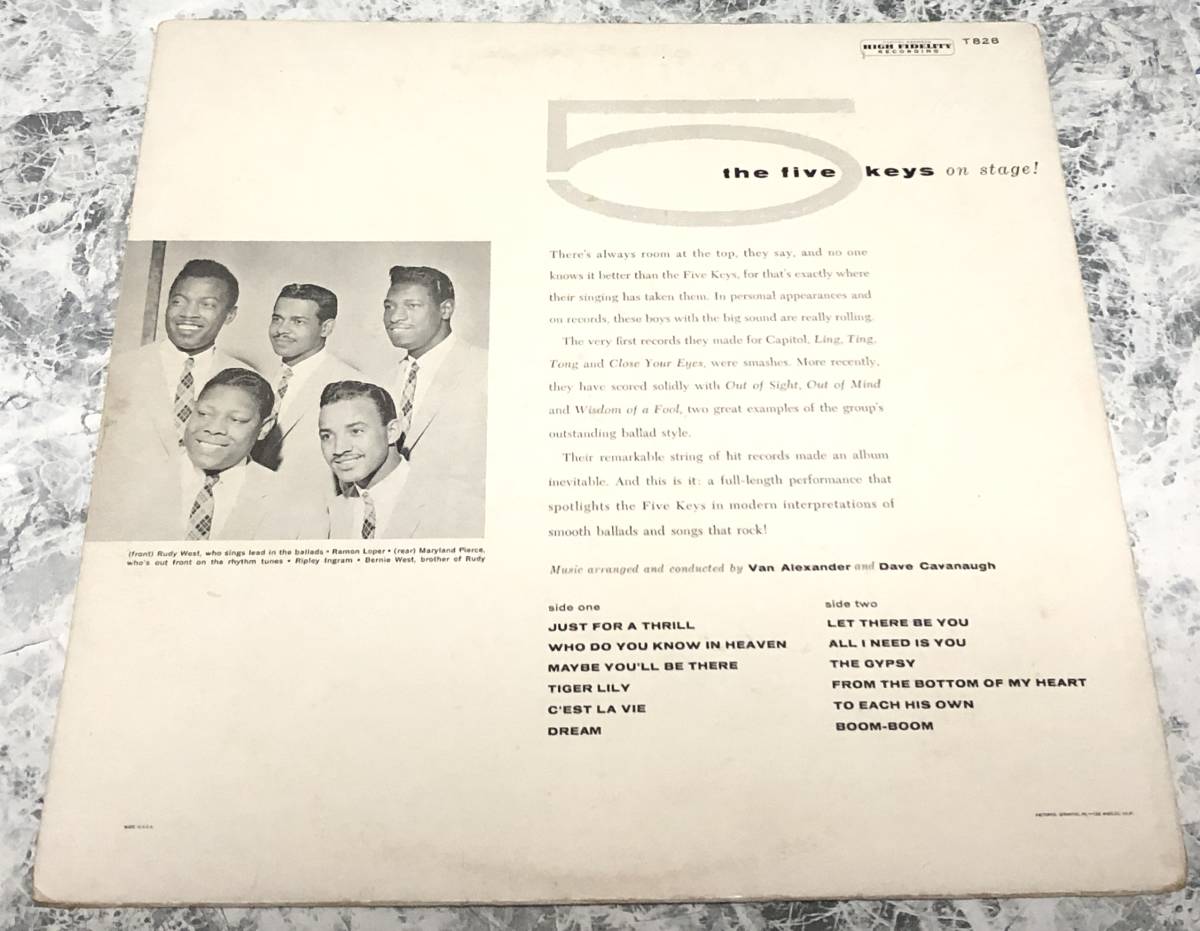 HIGH FIDELITY
RECORDING
T828
5
the five keys on stage!
There's always room at the top, they say, and no one
knows it better than the Five Keys, for that's exactly where
their singing has taken them. In personal appearances and
on records, these boys with the big sound are really rolling.
The very first records they made for Capitol, Ling, Ting,
Tong and Close Your Eyes, were smashes. More recently,
they have scored solidly with Out of Sight, Out of Mind
and Wisdom of a Fool, two great examples of the group's
outstanding ballad style.
Their remarkable string of hit records made an album
inevitable. And this is it: a full-length performance that
spotlights the Five Keys in modern interpretations of
smooth ballads and songs that rock!
(front) Rudy West, who sings lead in the ballads • Ramon Loper • (rear) Maryland Pierce,
who's out front on the rhythm tunes • Ripley Ingram • Bernie West, brother of Rudy
Music arranged and conducted by Van Alexander and Dave Cavanaugh
side one
JUST FOR A THRILL
WHO DO YOU KNOW IN HEAVEN
MAYBE YOU'LL BE THERE
TIGER LILY
C'EST LA VIE
DREAM
side two
LET THERE BE YOU
ALL I NEED IS YOU
THE GYPSY
FROM THE BOTTOM OF MY HEART
TO EACH HIS OWN
BOOM-BOOM